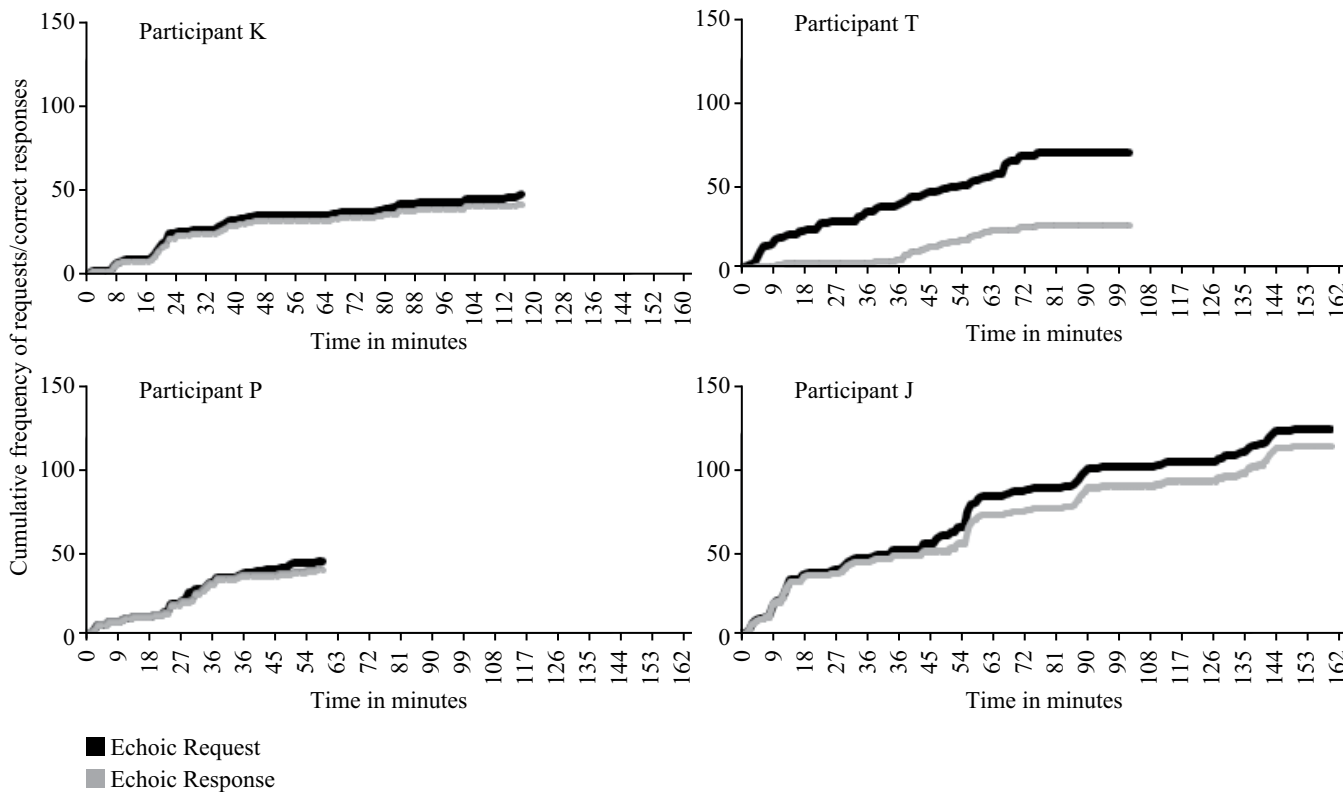 Cumulative frequency of requests/correct responses
Participant K
150
100
50
0
0 8 16 24 32 40 48 56 64 72 80 88 96 104 112 120 128 136 144 152 160
Time in minutes
Participant T
150
100
50
0
0 9 18 27 36 45 54 63 72 81 90 99 108 117 126 135 144 153 162
Time in minutes
Participant P
150
100
50
0
0 9 18 27 36 45 54 63 72 81 90 99 108 117 126 135 144 153 162
Time in minutes
Participant J
150
100
50
0
0 9 18 27 36 45 54 63 72 81 90 99 108 117 126 135 144 153 162
Time in minutes
Echoic Request
Echoic Response